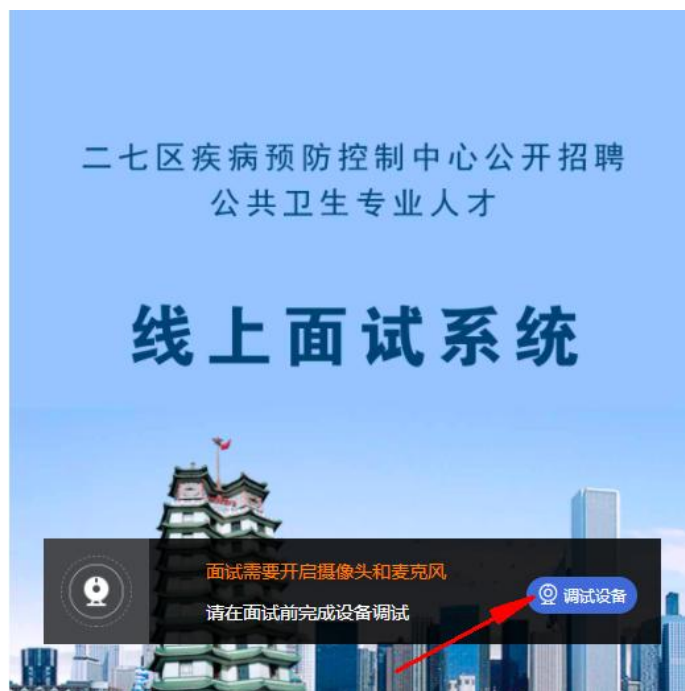 二七区疾病预防控制中心公开招聘
公共卫生专业人才
线上面试系统
面试需要开启摄像头和麦克风
请在面试前完成设备调试
调试设备